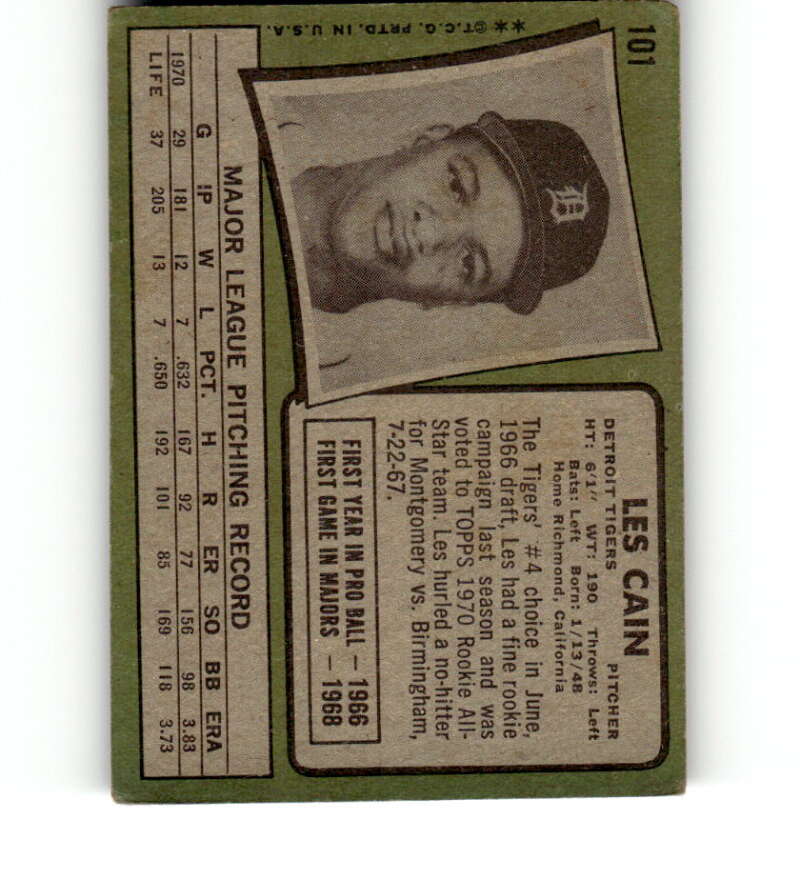 101
**©T.C.G. PRTD. IN U.S.A.
D
LES CAIN
DETROIT TIGERS PITCHER
HT: 6'1" WT: 190 Throws: Left
Bats: Left Born: 1/13/48
Home Richmond, California
The Tigers' #4 choice in June,
1966 draft, Les had a fine rookie
campaign last season and was
voted to TOPPS 1970 Rookie All-
Star team. Les hurled a no-hitter
for Montgomery vs. Birmingham,
7-22-67.
FIRST YEAR IN PRO BALL — 1966
FIRST GAME IN MAJORS — 1968
MAJOR LEAGUE PITCHING RECORD
G IP W L PCT. H R ER SO BB ERA
1970 29 181 12 7 .632 167 92 77 156 98 3.83
LIFE 37 205 13 7 .650 192 101 85 169 118 3.73